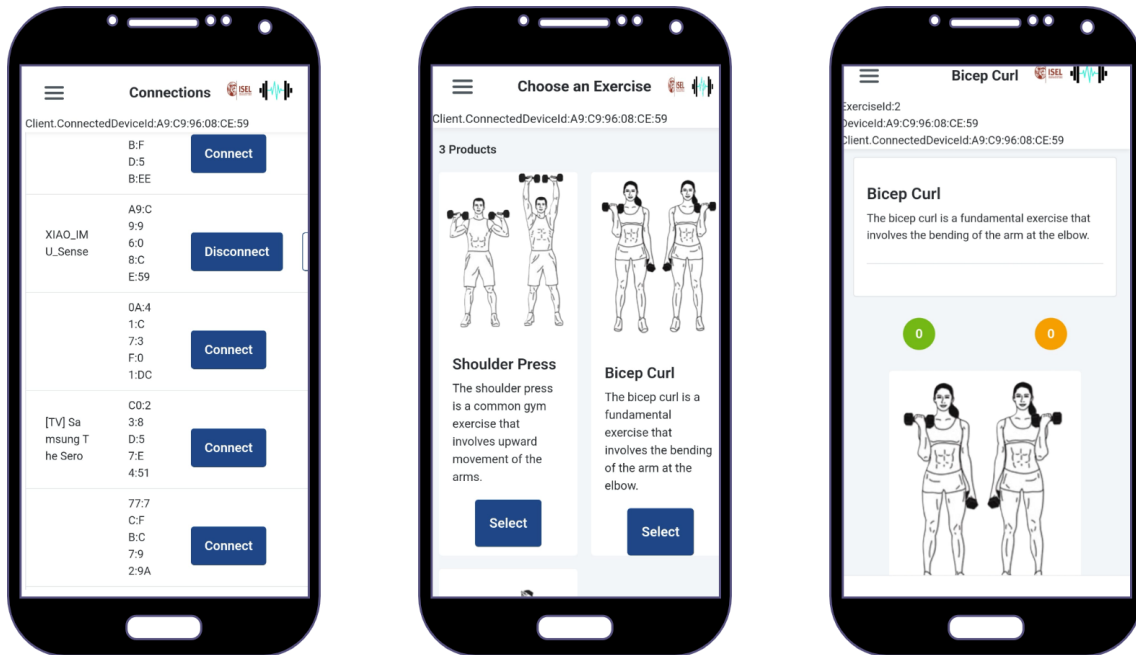 Connections
ISEL
Client.ConnectedDeviceId:A9:C9:96:08:CE:59
B:F
D:5
B:EE
Connect
XIAO_IM
U_Sense
A9:C
9:9
6:0
8:C
E:59
Disconnect
0A:4
1:C
7:3
F:0
1:DC
Connect
[TV] Sa
msung T
he Sero
C0:2
3:8
D:5
7:E
4:51
Connect
77:7
C:F
B:C
7:9
2:9A
Connect
Choose an Exercise
ISEL
Client.ConnectedDeviceId:A9:C9:96:08:CE:59
3 Products
Shoulder Press
The shoulder press
is a common gym
exercise that
involves upward
movement of the
arms.
Select
Bicep Curl
The bicep curl is a
fundamental
exercise that
involves the bending
of the arm at the
elbow.
Select
Bicep Curl
ISEL
ExerciseId:2
DeviceId:A9:C9:96:08:CE:59
Client.ConnectedDeviceId:A9:C9:96:08:CE:59
Bicep Curl
The bicep curl is a fundamental exercise that
involves the bending of the arm at the elbow.
0
0